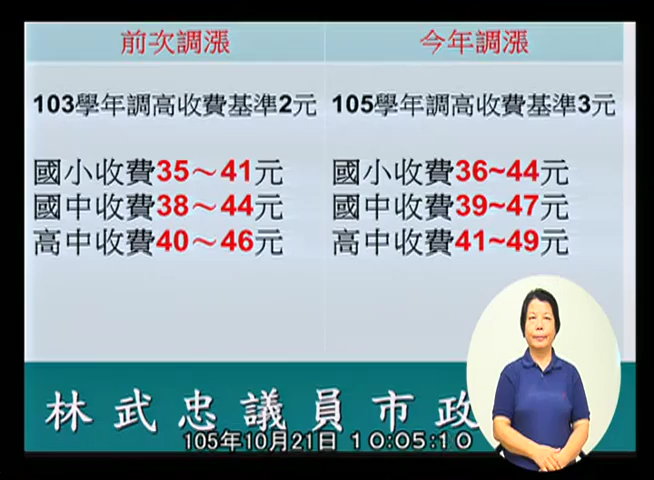 前次調漲
今年調漲
103學年調高收費基準2元
105學年調高收費基準3元
國小收費35～41元
國中收費38～44元
高中收費40～46元
國小收費36~44元
國中收費39~47元
高中收費41~49元
林武忠議員市政
105年10月21日 10:05:10